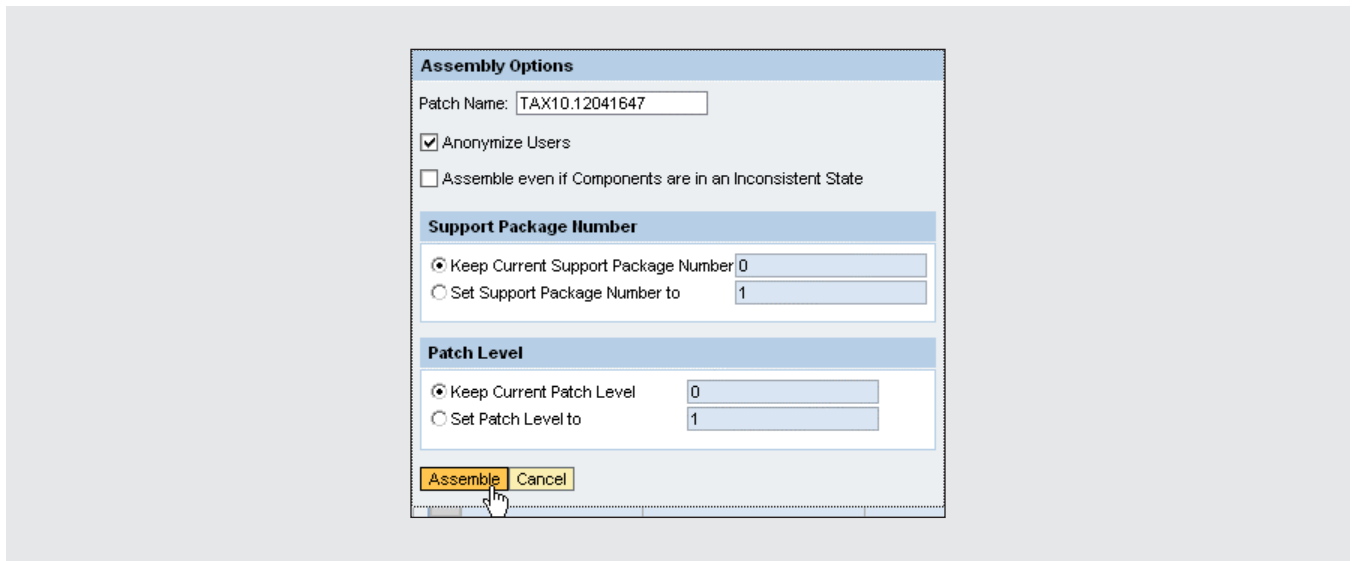 Assembly Options
Patch Name: TAX10.12041647
Anonymize Users
Assemble even if Components are in an Inconsistent State
Support Package Number
Keep Current Support Package Number 0
Set Support Package Number to 1
Patch Level
Keep Current Patch Level 0
Set Patch Level to 1
Assemble Cancel